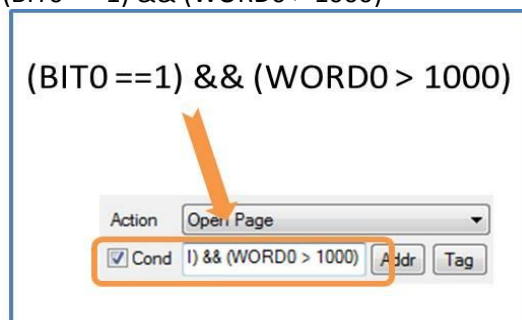 (BIT0 ==1) && (WORD0 > 1000)
Action Open Page
Cond l) && (WORD0 > 1000) Addr Tag